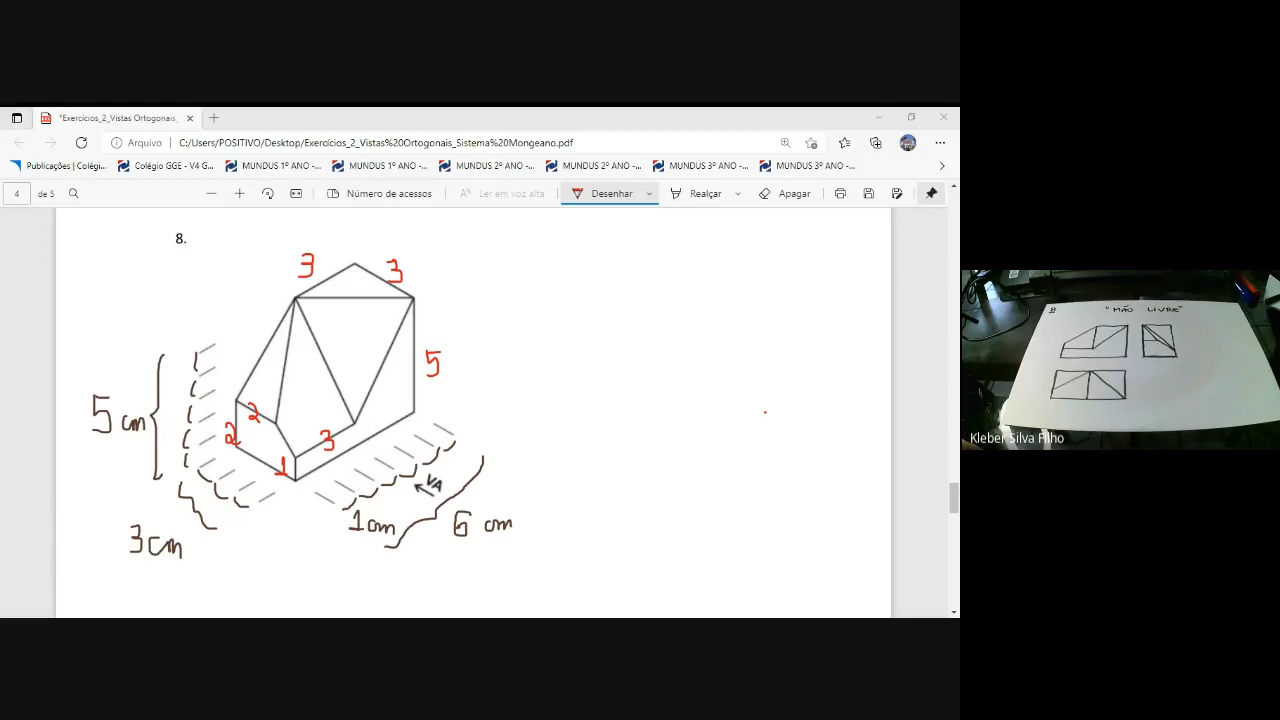 *Exercícios_2_Vistas Ortogonais_
Arquivo C:/Users/POSITIVO/Desktop/Exercícios_2_Vistas%20Ortogonais_Sistema%20Mongeano.pdf
Publicações | Colégi... Colégio GGE - V4 G... MUNDUS 1º ANO -... MUNDUS 1º ANO -... MUNDUS 2º ANO -... MUNDUS 2º ANO -... MUNDUS 3º ANO -... MUNDUS 3º ANO -...
4 de 5 Número de acessos Ler em voz alta Desenhar Realçar Apagar
8.
3 3
5
5 cm
2
2
3
1
VA
1cm
6 cm
3cm
8. "MÃO LIVRE"
Kleber Silva Filho